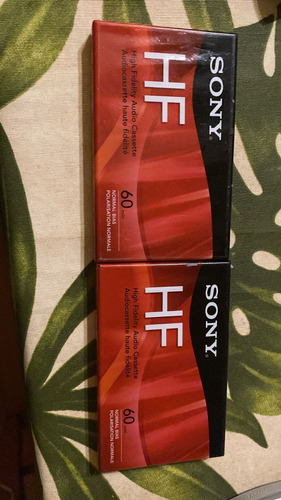 SONY
HF
High Fidelity Audio Cassette
Audiocassette haute fidélité
60
NORMAL BIAS
POLARISATION NORMALE
SONY
HF
High Fidelity Audio Cassette
Audiocassette haute fidélité
60
NORMAL BIAS
POLARISATION NORMALE